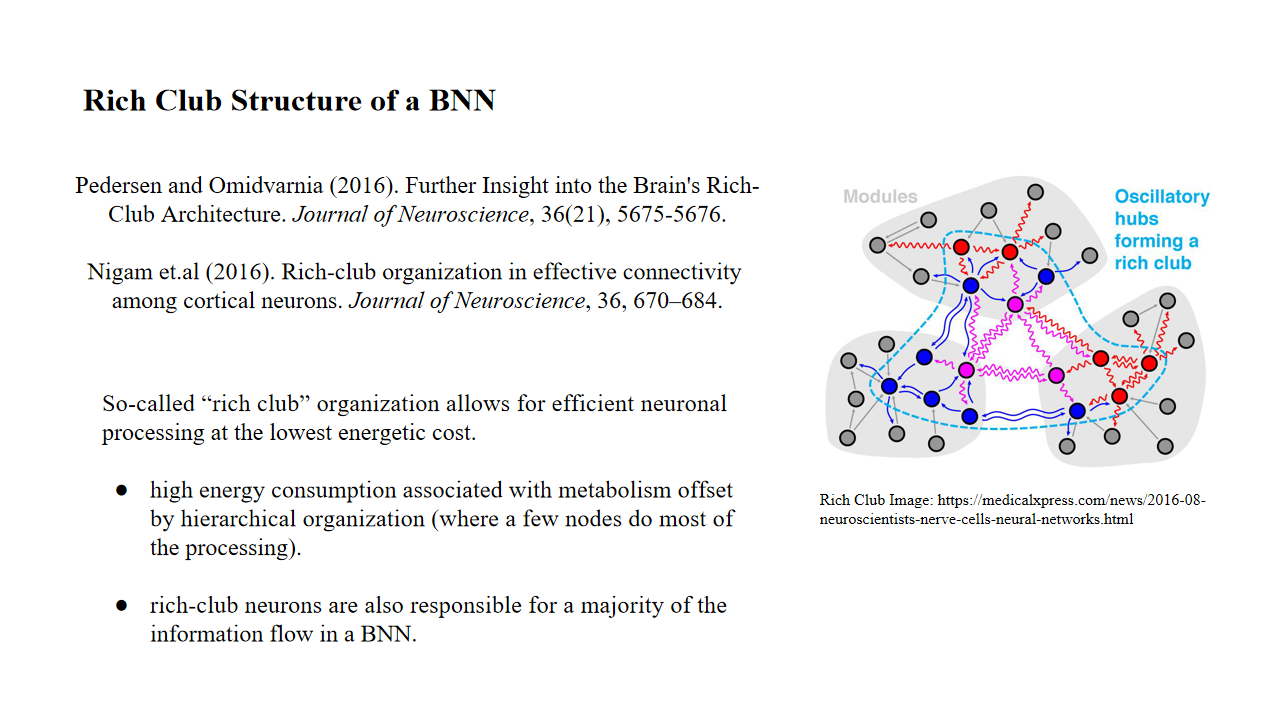 Rich Club Structure of a BNN
Pedersen and Omidvarnia (2016). Further Insight into the Brain's Rich-
Club Architecture. Journal of Neuroscience, 36(21), 5675-5676.
Nigam et.al (2016). Rich-club organization in effective connectivity
among cortical neurons. Journal of Neuroscience, 36, 670–684.
So-called “rich club” organization allows for efficient neuronal
processing at the lowest energetic cost.
● high energy consumption associated with metabolism offset
by hierarchical organization (where a few nodes do most of
the processing).
● rich-club neurons are also responsible for a majority of the
information flow in a BNN.
Modules
Oscillatory
hubs
forming a
rich club
Rich Club Image: https://medicalxpress.com/news/2016-08-
neuroscientists-nerve-cells-neural-networks.html